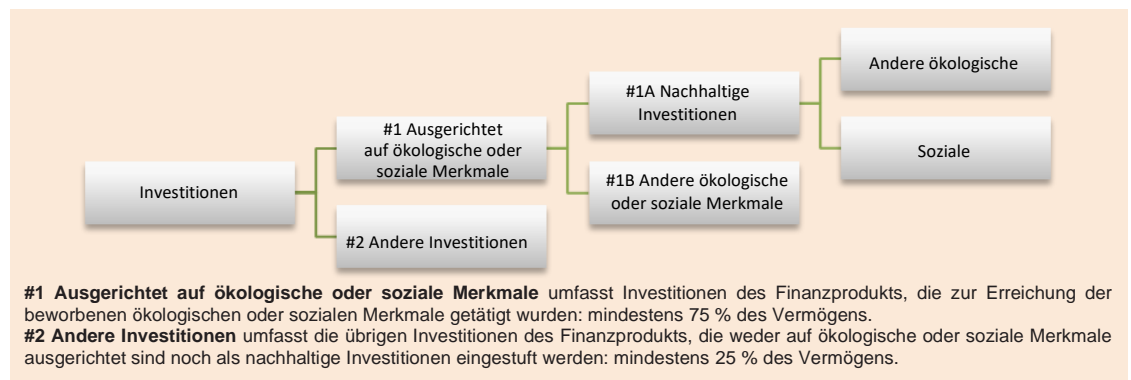 Investitionen
#1 Ausgerichtet
auf ökologische oder
soziale Merkmale
#2 Andere Investitionen
#1A Nachhaltige
Investitionen
#1B Andere ökologische
oder soziale Merkmale
Andere ökologische
Soziale
#1 Ausgerichtet auf ökologische oder soziale Merkmale umfasst Investitionen des Finanzprodukts, die zur Erreichung der
beworbenen ökologischen oder sozialen Merkmale getätigt wurden: mindestens 75 % des Vermögens.
#2 Andere Investitionen umfasst die übrigen Investitionen des Finanzprodukts, die weder auf ökologische oder soziale Merkmale
ausgerichtet sind noch als nachhaltige Investitionen eingestuft werden: mindestens 25 % des Vermögens.